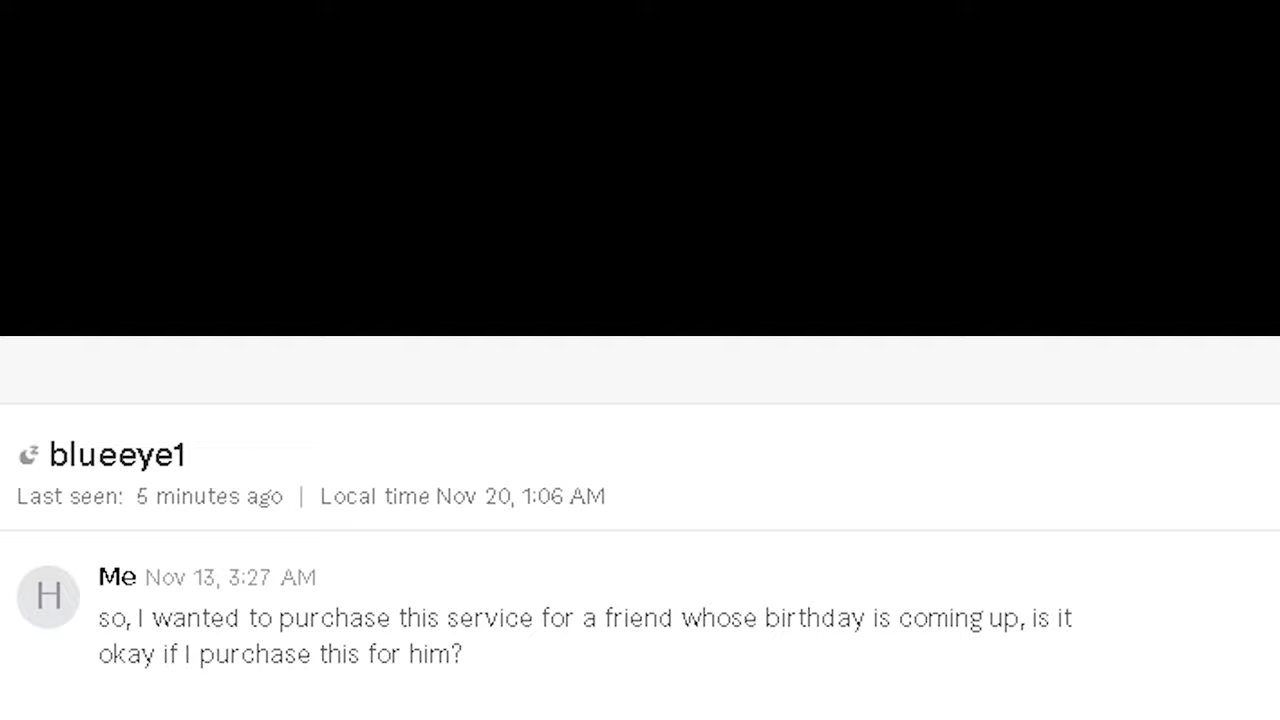 blueeye1
Last seen: 5 minutes ago | Local time Nov 20, 1:06 AM
H
Me Nov 13, 3:27 AM
so, I wanted to purchase this service for a friend whose birthday is coming up, is it
okay if I purchase this for him?